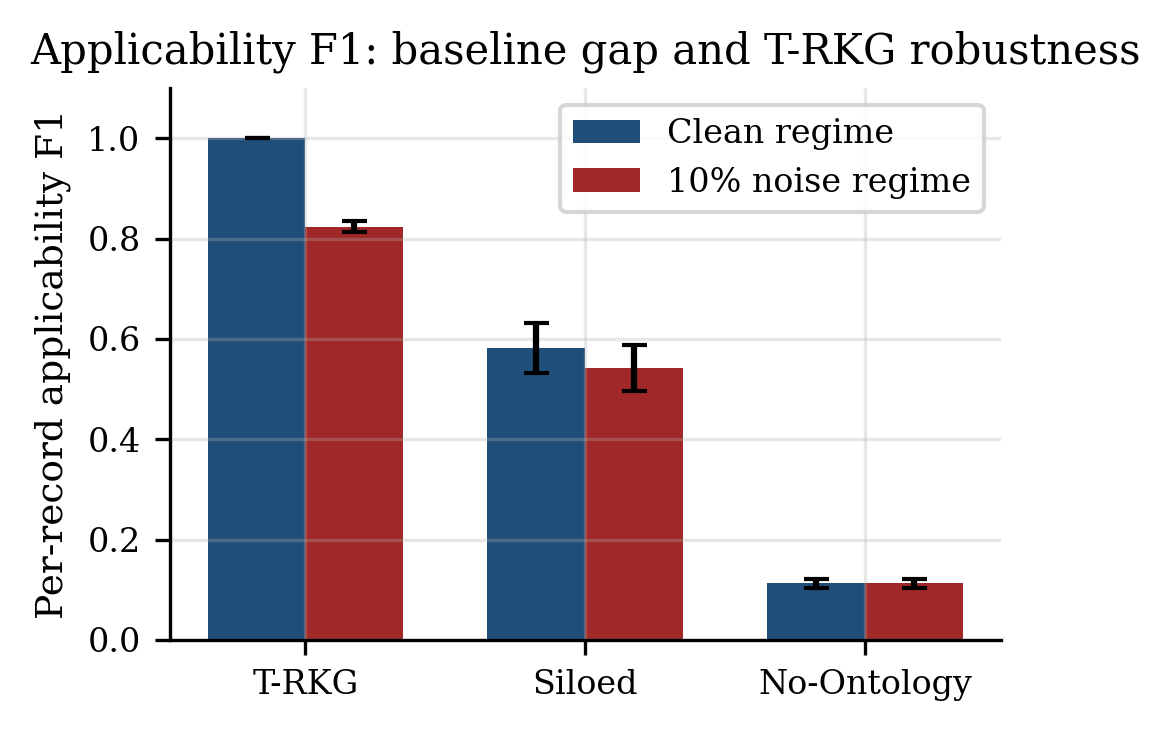 Applicability F1: baseline gap and T-RKG robustness
Per-record applicability F1
1.0
0.8
0.6
0.4
0.2
0.0
Clean regime
10% noise regime
T-RKG
Siloed
No-Ontology